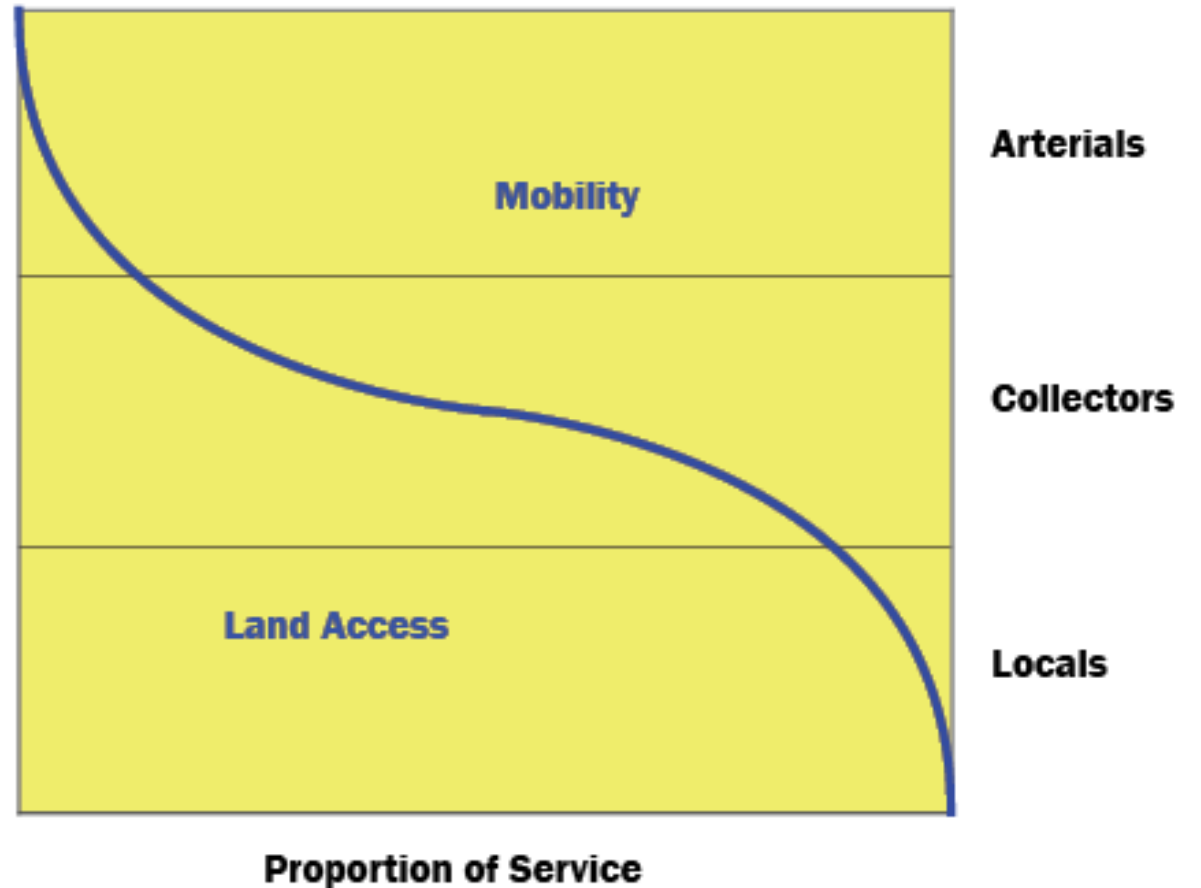 Arterials
Mobility
Collectors
Land Access
Locals
Proportion of Service